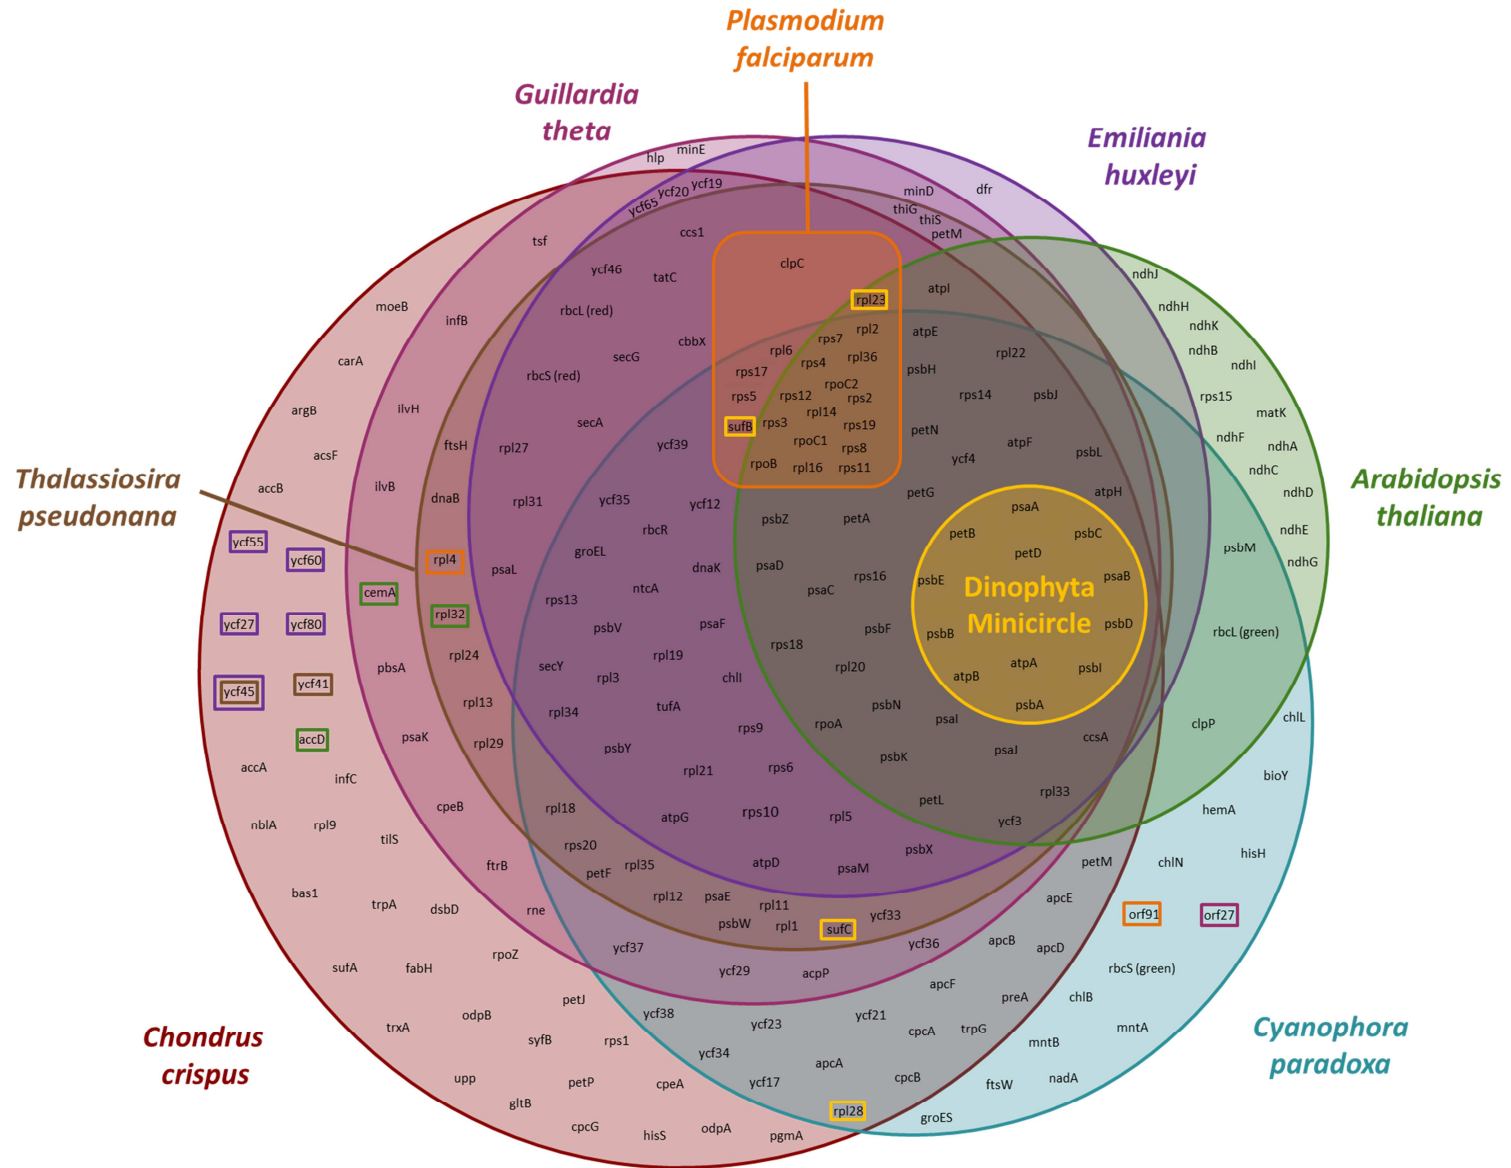 Plasmodium
falciparum
Guillardia
theta
Emiliania
huxleyi
Arabidopsis
thaliana
Thalassiosira
pseudonana
Chondrus
crispus
Cyanophora
paradoxa
Dinophyta
Minicircle
hlp
minE
ycf65
ycf20
ycf19
minD
dfr
thiG
thiS
petM
tsf
ccs1
ycf46
tatC
clpC
rpl23
atpI
ndhJ
ndhH
ndhK
ndhB
ndhI
rps15
matK
ndhF
ndhA
ndhC
ndhD
ndhE
ndhG
psbM
rbcL (green)
clpP
moeB
infB
rbcL (red)
cbbX
secG
rbcS (red)
carA
argB
ilvH
acsF
ftsH
accB
ilvB
dnaB
rpl27
secA
ycf39
rpl31
ycf35
ycf12
rbcR
groEL
dnaK
ntcA
psaL
rps13
psbV
psaF
secY
rpl3
rpl19
chlI
rpl34
tufA
psbY
rps9
rpl21
rps6
rpl18
atpG
rps10
rpl5
atpD
psaM
psbX
rpl2
rps7
rpl6
rps4
rpl36
rps17
rpoC2
rps5
rps12
rps2
rpl14
sufB
rps3
rps19
rpoC1
rps8
rpoB
rpl16
rps11
atpE
rpl22
psbH
rps14
psbJ
petN
atpF
psbL
ycf4
petG
atpH
psbZ
petA
psaD
psaC
rps16
rps18
psbF
rpl20
rpoA
psbN
psaI
psbK
psaJ
ccsA
petL
rpl33
ycf3
psaA
petB
psbC
petD
psbE
psaB
psbB
psbD
atpA
atpB
psbI
psbA
ycf55
ycf60
cemA
rpl4
rpl32
ycf27
ycf80
ycf45
ycf41
accD
accA
infC
nblA
rpl9
tilS
pbsA
rpl24
rpl13
psaK
rpl29
cpeB
ftrB
rne
rps20
petF
rpl35
rpl12
psaE
psbW
rpl11
rpl1
sufC
ycf33
bas1
trpA
dsbD
sufA
fabH
rpoZ
petJ
odpB
trxA
syfB
rps1
upp
petP
cpeA
gltB
cpcG
hisS
odpA
pgmA
ycf37
ycf29
acpP
ycf36
ycf38
ycf23
ycf21
ycf34
apcA
ycf17
cpcB
rpl28
cpcA
trpG
preA
apcF
apcB
apcD
apcE
petM
chlN
chlL
bioY
hemA
hisH
orf91
orf27
rbcS (green)
chlB
mntA
mntB
nadA
ftsW
groES